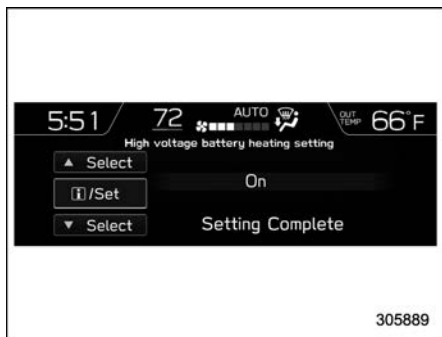 5:51 72 AUTO OUT TEMP 66°F
High voltage battery heating setting
▲ Select
On
i/Set
▼ Select Setting Complete
305889